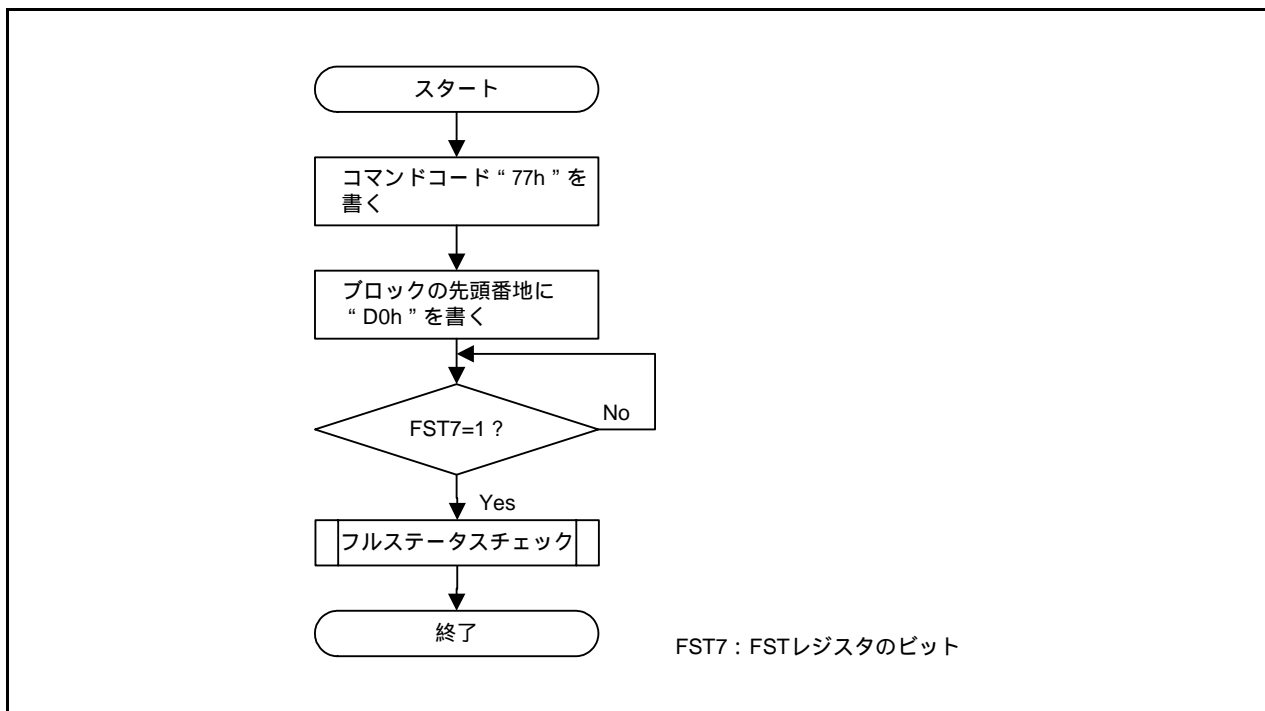 スタート
コマンドコード“77h”を
書く
ブロックの先頭番地に
“D0h”を書く
FST7=1？
No
Yes
フルステータスチェック
終了
FST7：FSTレジスタのビット